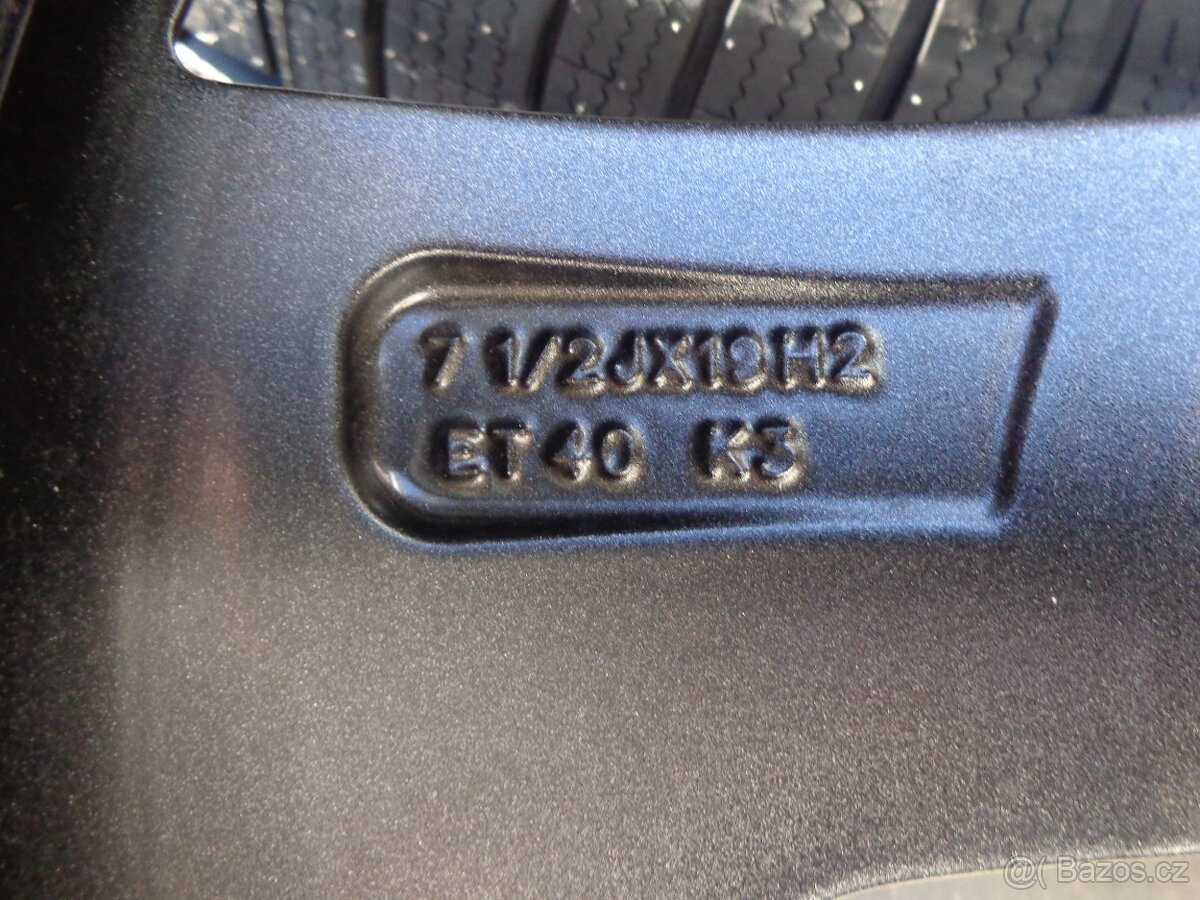 7 1/2JX19H2
ET40 K3
@( Bazos.cz